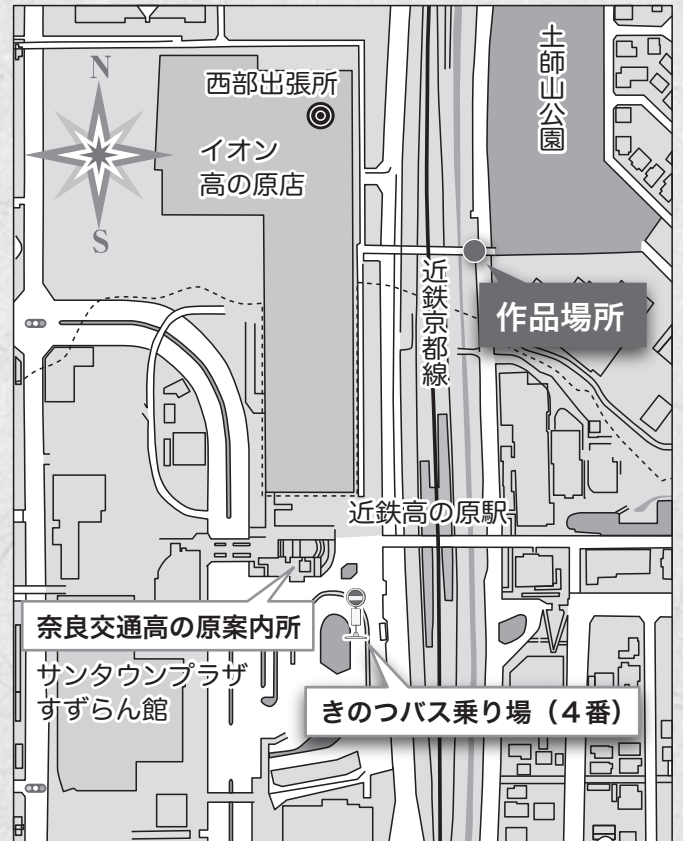 土師山公園
N
西部出張所
イオン
高の原店
S
近鉄京都線
作品場所
近鉄高の原駅
奈良交通高の原案内所
サンタウンプラザ
すずらん館
きのつバス乗り場（4番）